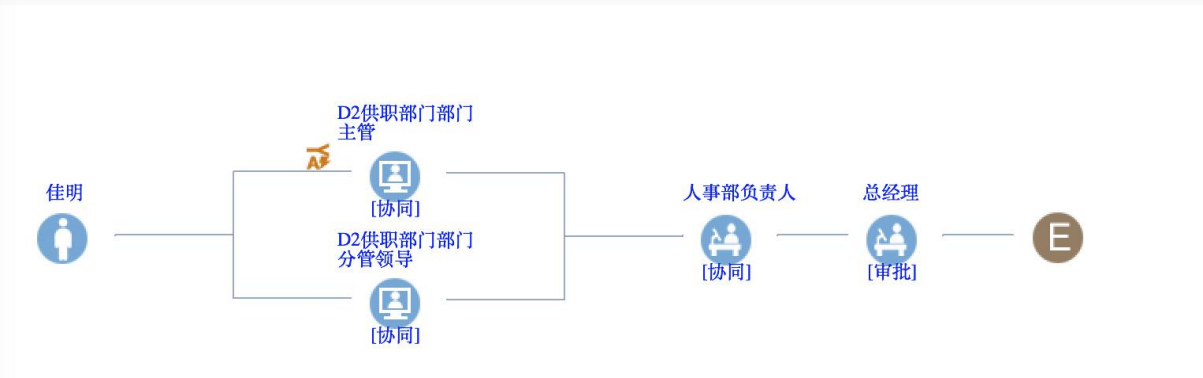 D2供职部门部门
主管
[协同]
佳明
D2供职部门部门
分管领导
[协同]
人事部负责人
[协同]
总经理
[审批]
E